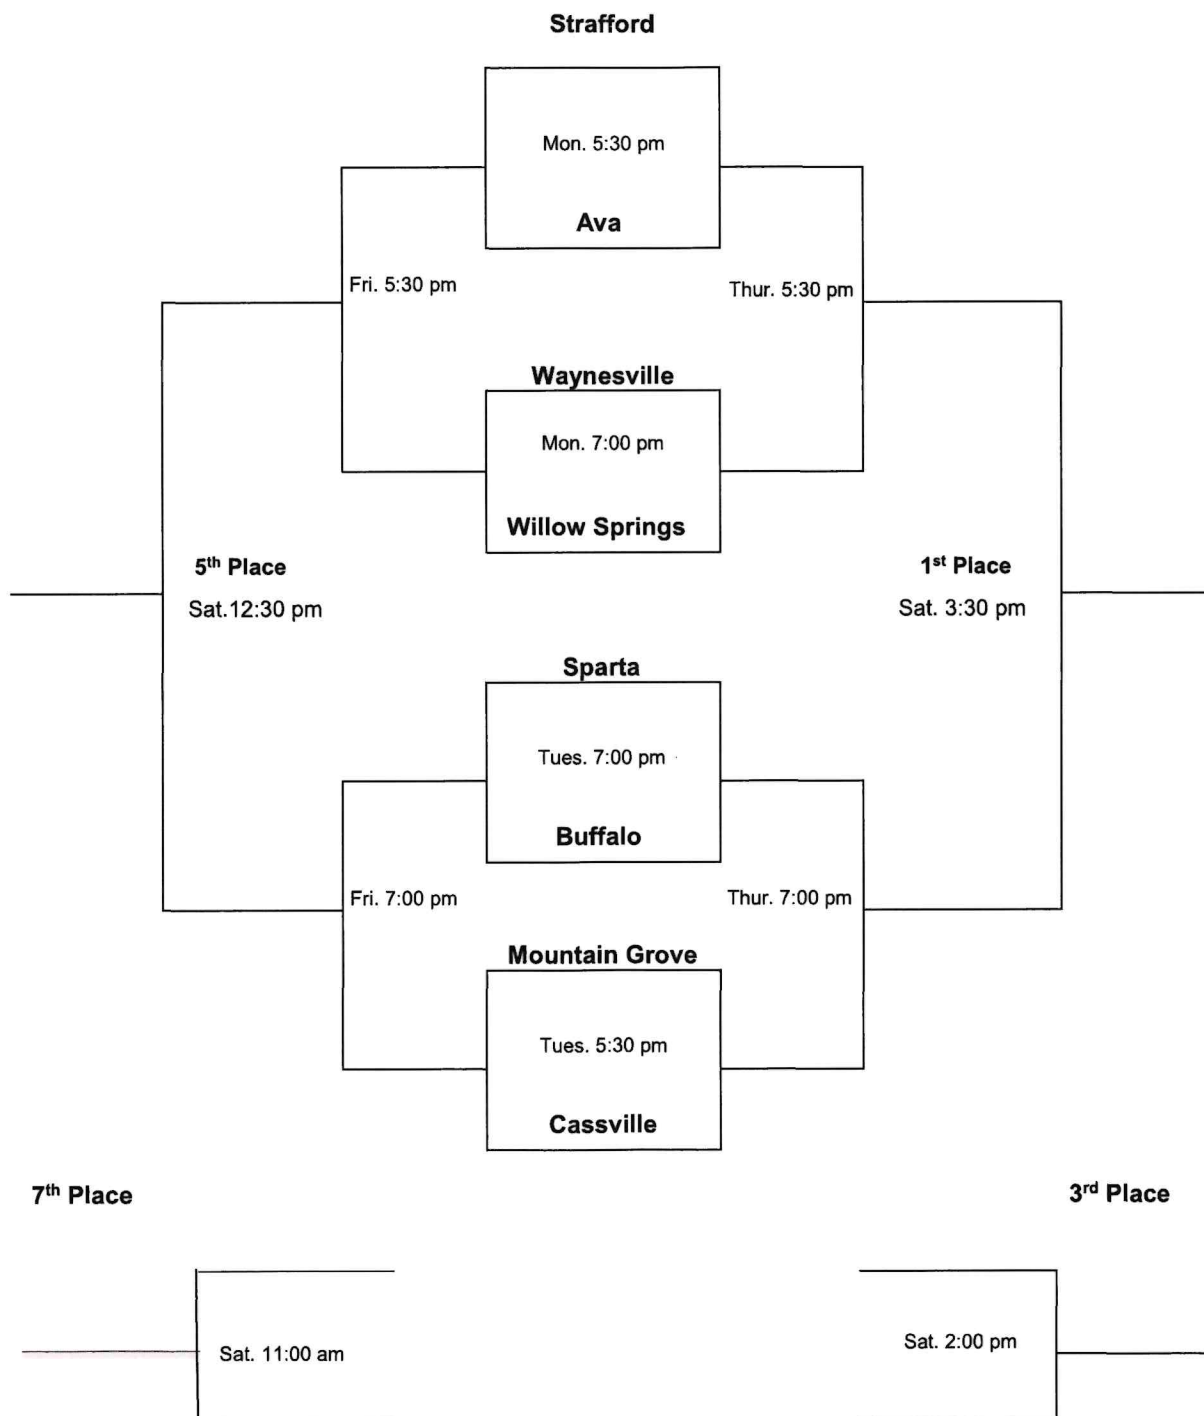 Strafford
Mon. 5:30 pm
Ava
Fri. 5:30 pm
Thur. 5:30 pm
Waynesville
Mon. 7:00 pm
Willow Springs
5th Place
Sat.12:30 pm
1st Place
Sat. 3:30 pm
Sparta
Tues. 7:00 pm
Buffalo
Fri. 7:00 pm
Thur. 7:00 pm
Mountain Grove
Tues. 5:30 pm
Cassville
7th Place
3rd Place
Sat. 11:00 am
Sat. 2:00 pm